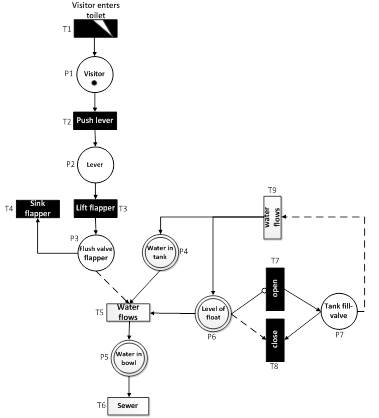 Visitor enters
toilet
T1
P1
Visitor
T2
Push lever
P2
Lever
T9
T4
Sink
flapper
Lift flapper
T3
water
flows
P3
Flush valve
flapper
Water in
tank
P4
T7
open
T5
Water
flows
Level of
float
P6
Tank fill-
valve
P7
close
T8
P5
Water in
bowl
T6
Sewer